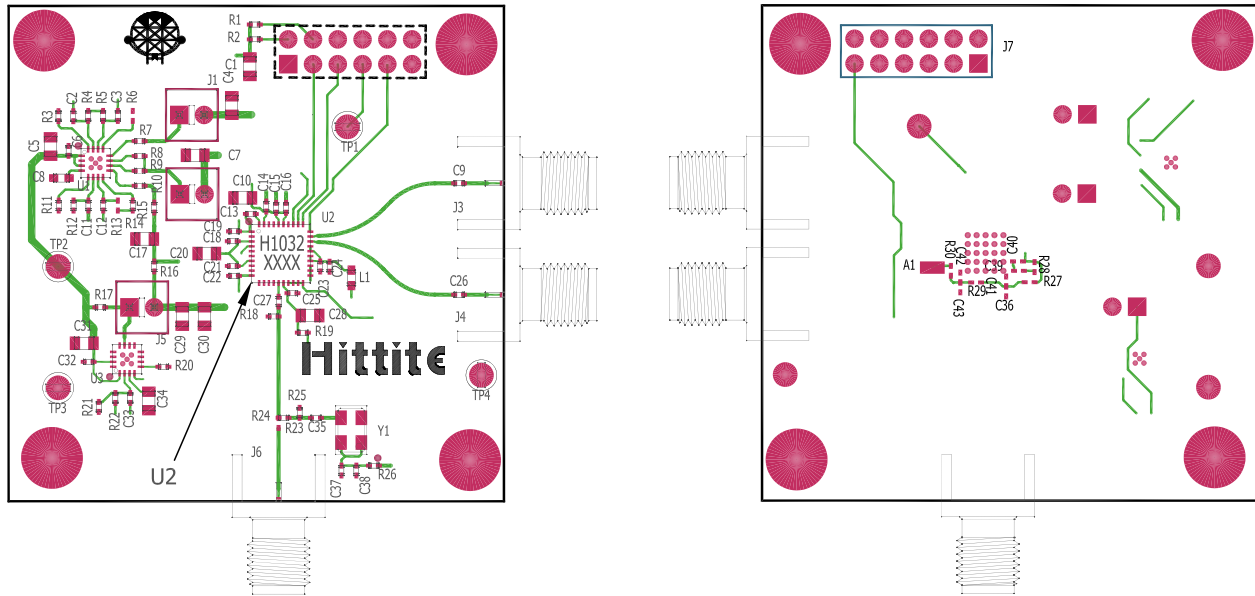 R1
R2
C1
C4
J1
R3
C2
R4
R5
C3
R6
R7
C5
C6
R8
C7
R9
C8
U1
R10
R11
R12
C11
C12
R13
R14
R15
C17
TP1
C10
C14
C15
C16
C13
C19
C18
U2
H1032
XXXX
C20
C21
C22
C23
C24
L1
C9
J3
C26
J4
TP2
R16
R17
J5
C27
C25
R18
C28
R19
C29
C30
C31
C32
R20
U3
Hittite
TP3
TP4
C34
R21
R22
C33
R25
R24
R23
C35
Y1
J6
U2
C37
C38
R26
J7
A1
R30
C42
C39
C40
R28
R27
R29
C41
C36
C43